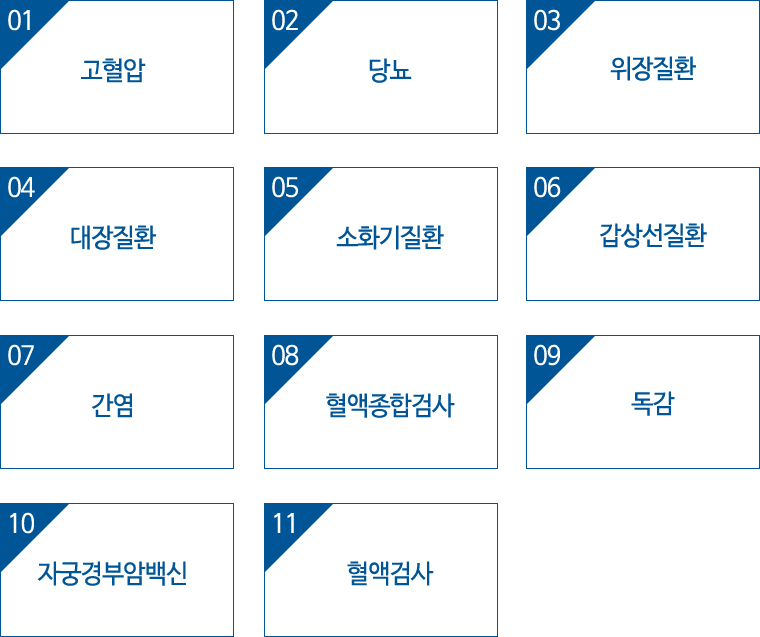 01
고혈압
02
당뇨
03
위장질환
04
대장질환
05
소화기질환
06
갑상선질환
07
간염
08
혈액종합검사
09
독감
10
자궁경부암백신
11
혈액검사